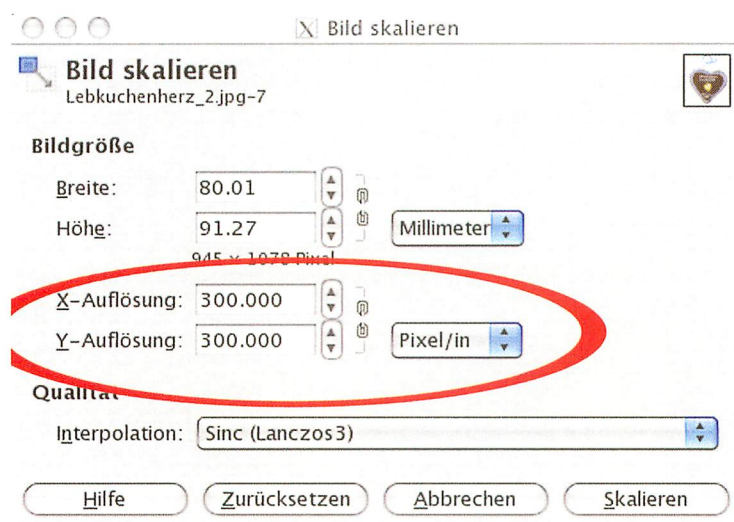 Bild skalieren
Bild skalieren
Lebkuchenherz_2.jpg-7
Bildgröße
Breite: 80.01
Höhe: 91.27 Millimeter
945 x 1078 Pixel
X-Auflösung: 300.000
Y-Auflösung: 300.000 Pixel/in
Qualität
Interpolation: Sinc (Lanczos3)
Hilfe Zurücksetzen Abbrechen Skalieren